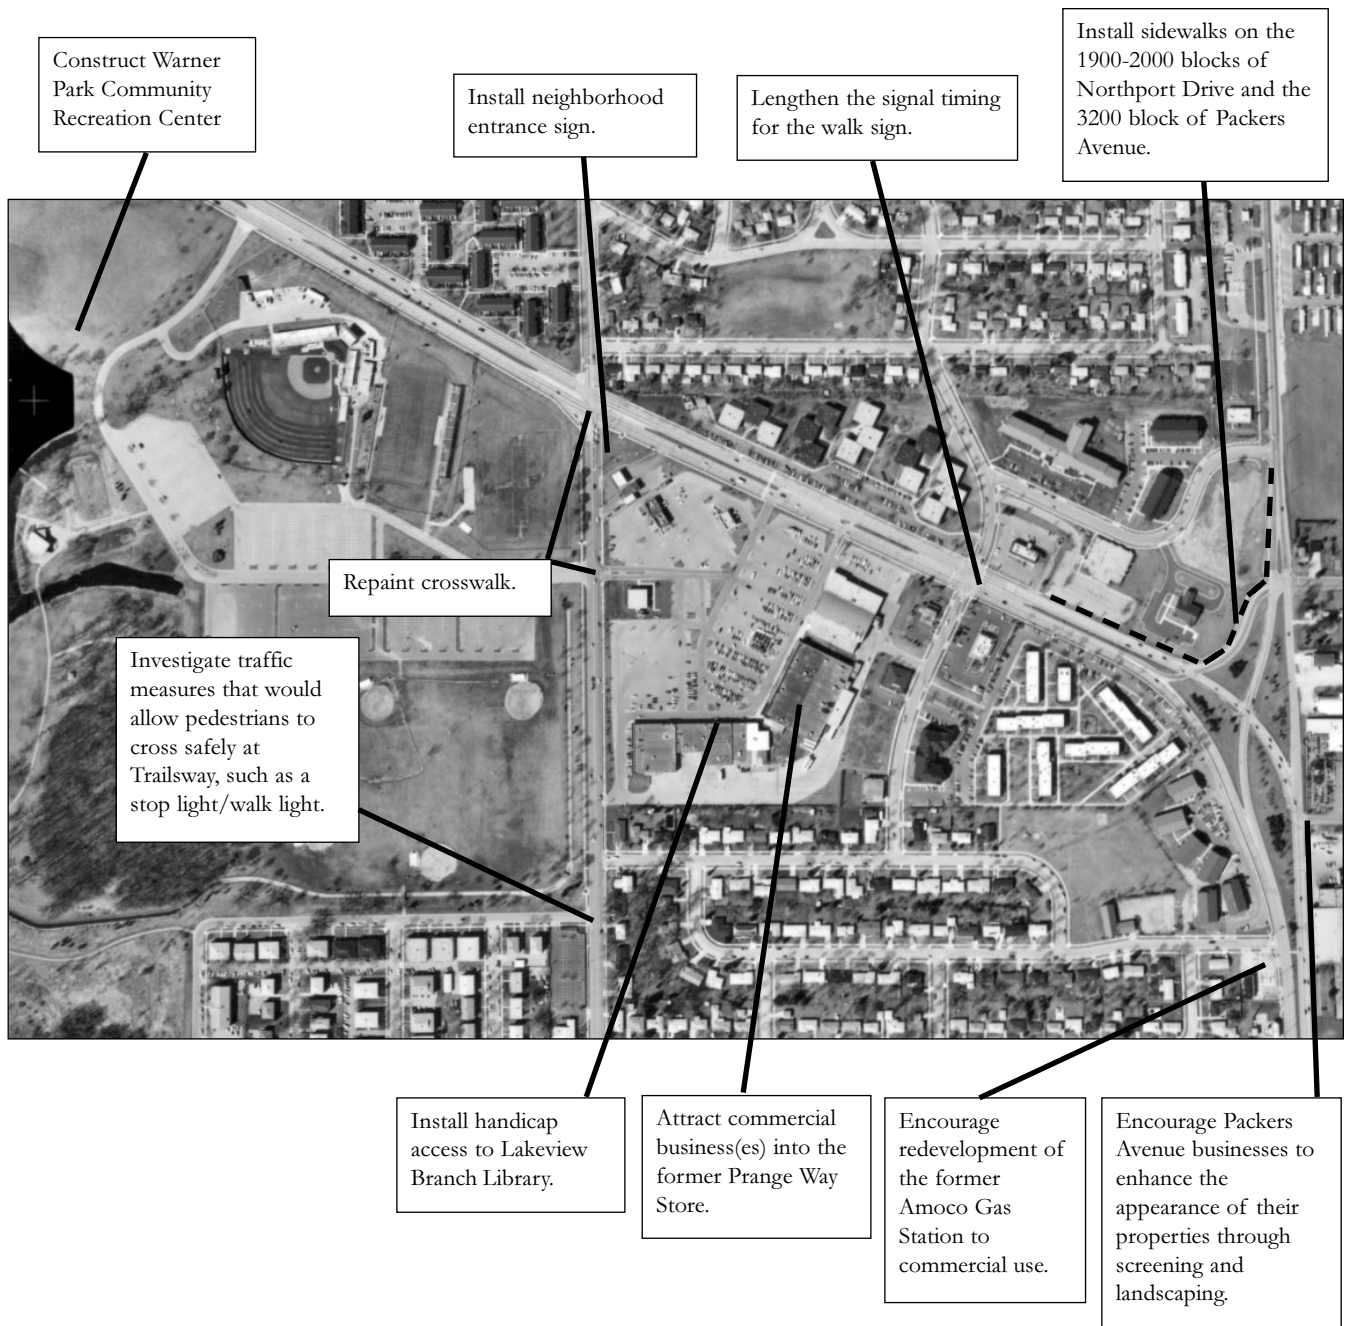 Construct Warner
Park Community
Recreation Center
Install neighborhood
entrance sign.
Lengthen the signal timing
for the walk sign.
Install sidewalks on the
1900-2000 blocks of
Northport Drive and the
3200 block of Packers
Avenue.
Repaint crosswalk.
Investigate traffic
measures that would
allow pedestrians to
cross safely at
Trailsway, such as a
stop light/walk light.
Install handicap
access to Lakeview
Branch Library.
Attract commercial
business(es) into the
former Prange Way
Store.
Encourage
redevelopment of
the former
Amoco Gas
Station to
commercial use.
Encourage Packers
Avenue businesses to
enhance the
appearance of their
properties through
screening and
landscaping.